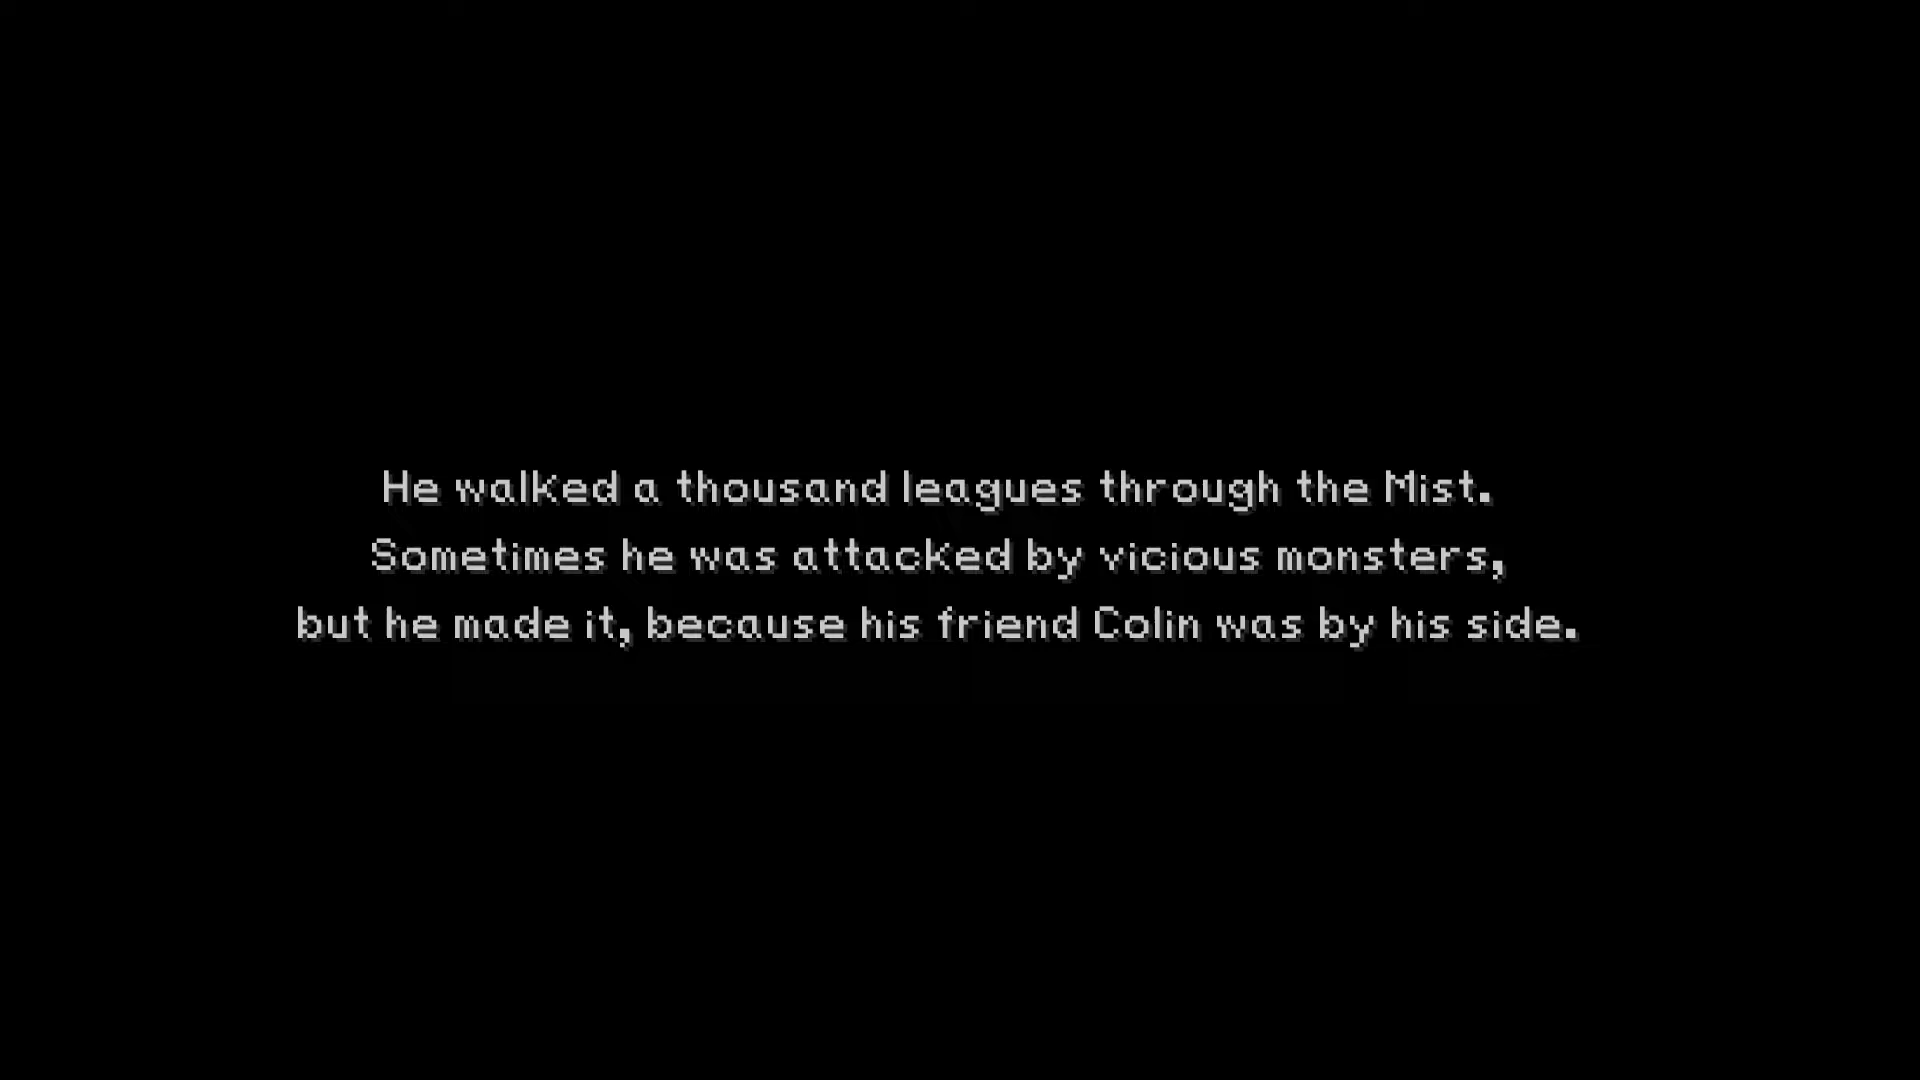 He walked a thousand leagues through the Mist.
Sometimes he was attacked by vicious monsters,
but he made it, because his friend Colin was by his side.